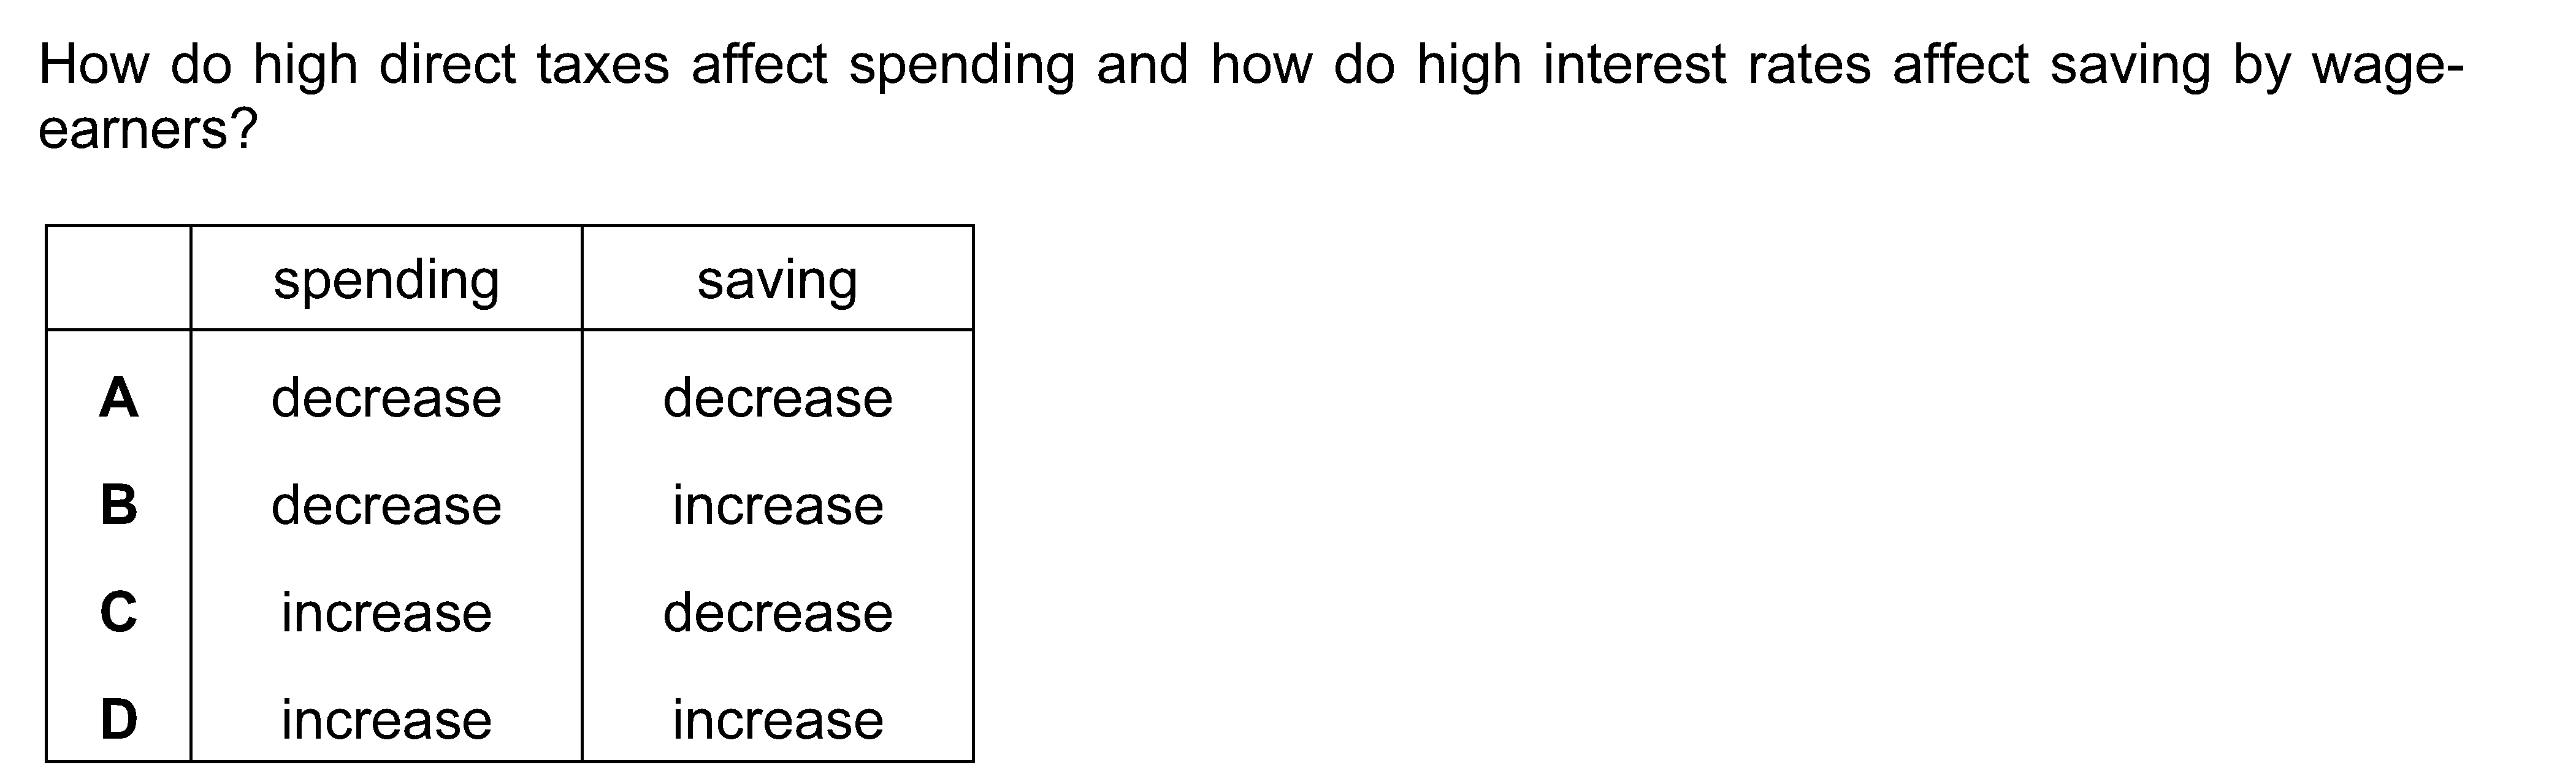 How do high direct taxes affect spending and how do high interest rates affect saving by wage-
earners?
spending saving
A decrease decrease
B decrease increase
C increase decrease
D increase increase